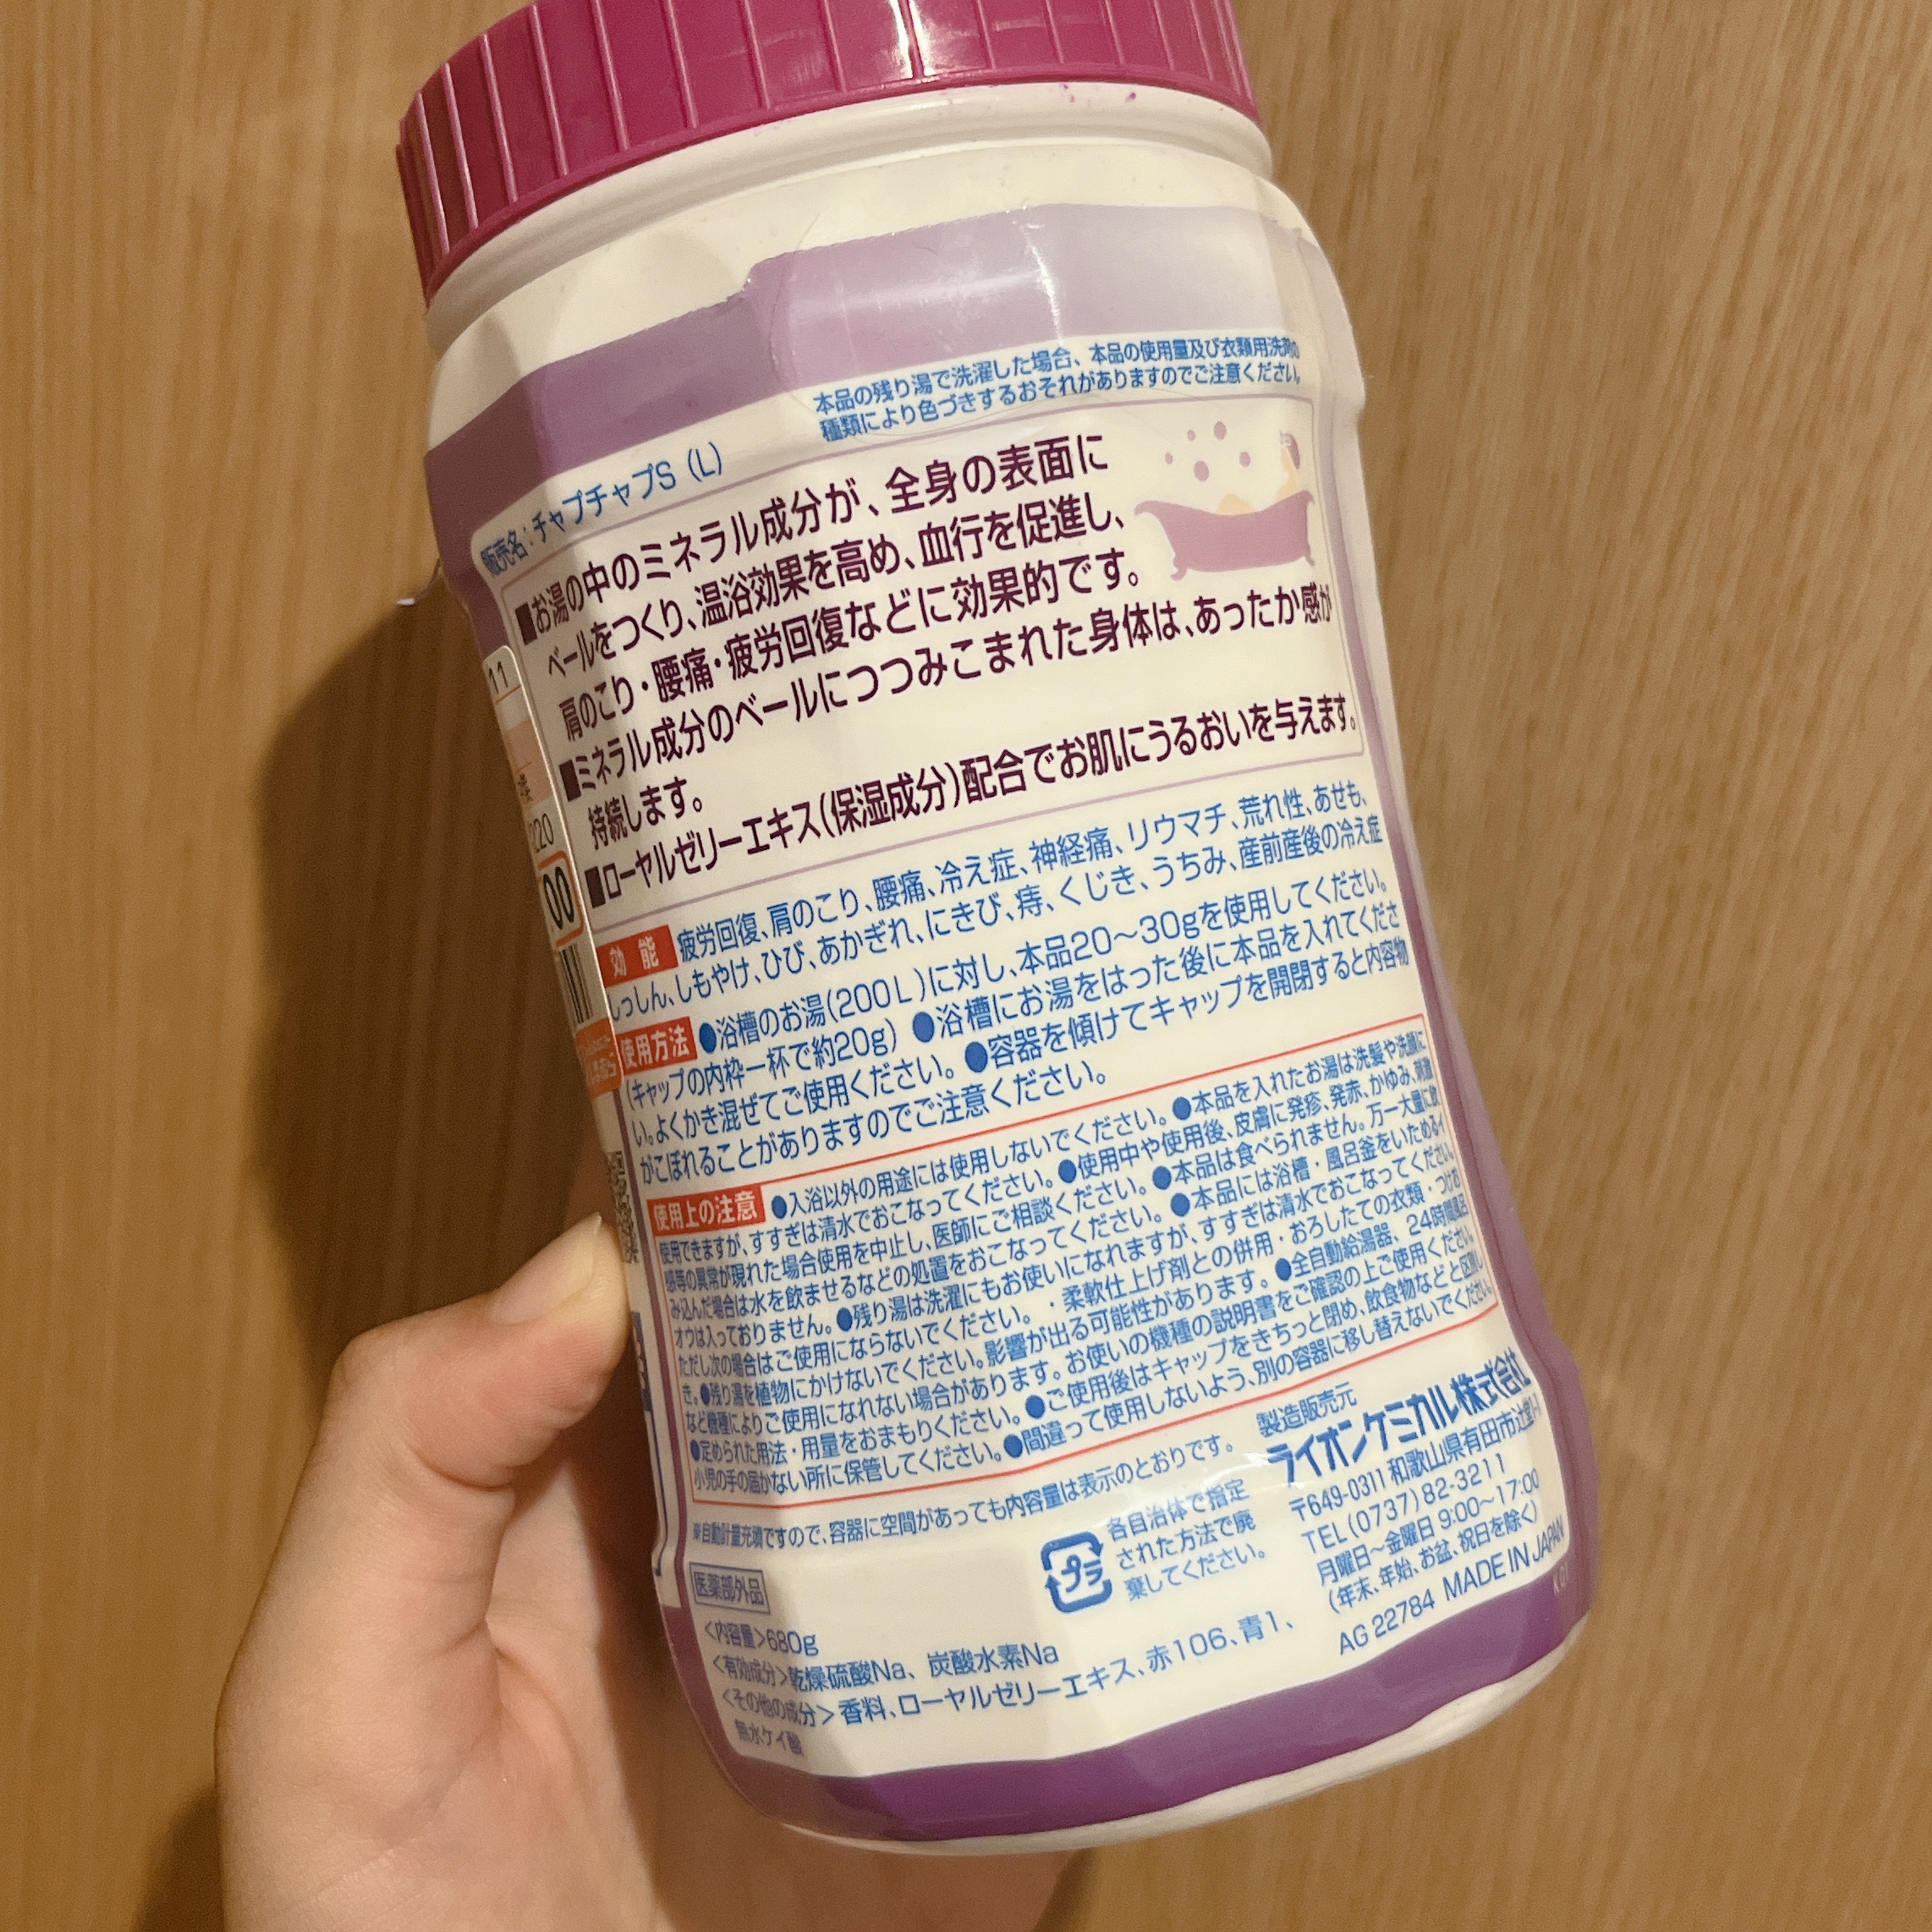 本品の残り湯で洗濯した場合、本品の使用量及び衣類用洗剤の
種類により色づきするおそれがありますのでご注意ください。
販売名：チャプチャプS（L）
■お湯の中のミネラル成分が、全身の表面に
ベールをつくり、温浴効果を高め、血行を促進し、
肩のこり・腰痛・疲労回復などに効果的です。
■ミネラル成分のベールにつつみこまれた身体は、あったか感が
持続します。
■ローヤルゼリーエキス（保湿成分）配合でお肌にうるおいを与えます。
効能 疲労回復、肩のこり、腰痛、冷え症、神経痛、リウマチ、荒れ性、あせも、
しっしん、しもやけ、ひび、あかぎれ、にきび、痔、くじき、うちみ、産前産後の冷え症
使用方法 ●浴槽のお湯（200L）に対し、本品20〜30gを使用してください。
（キャップの内枠一杯で約20g） ●浴槽にお湯をはった後に本品を入れてくださ
い。よくかき混ぜてご使用ください。 ●容器を傾けてキャップを開閉すると内容物
がこぼれることがありますのでご注意ください。
使用上の注意 ●入浴以外の用途には使用しないでください。 ●本品を入れたお湯は洗髪や洗顔に
使用できますが、すすぎは清水でおこなってください。 ●使用中や使用後、皮膚に発疹、発赤、かゆみ、刺激
感等の異常が現れた場合使用を中止し、医師にご相談ください。 ●本品は食べられません。万一大量に飲
み込んだ場合は水を飲ませるなどの処置をおこなってください。 ●本品には浴槽・風呂釜をいためるイ
オウは入っておりません。 ●残り湯は洗濯にもお使いになれますが、すすぎは清水でおこなってください。
ただし次の場合はご使用にならないでください。 ・柔軟仕上げ剤との併用・おろしたての衣類・つけお
き。 ●残り湯を植物にかけないでください。影響が出る可能性があります。 ●全自動給湯器、24時間風呂
など機種によりご使用になれない場合があります。お使いの機種の説明書をご確認の上ご使用ください。
●定められた用法・用量をおまもりください。 ●ご使用後はキャップをきちっと閉め、飲食物などと区別し
小児の手の届かない所に保管してください。 ●間違って使用しないよう、別の容器に移し替えないでください。
※自動計量充填ですので、容器に空間があっても内容量は表示のとおりです。
医薬部外品
プラ
各自治体で指定
された方法で廃
棄してください。
製造販売元
ライオンケミカル株式会社
〒649-0311 和歌山県有田市辻堂1-1
TEL（0737）82-3211
月曜日〜金曜日 9:00〜17:00
（年末、年始、お盆、祝日を除く）
AG 22784 MADE IN JAPAN
<内容量>680g
<有効成分>乾燥硫酸Na、炭酸水素Na
<その他の成分>香料、ローヤルゼリーエキス、赤106、青1、
無水ケイ酸
11
220
00